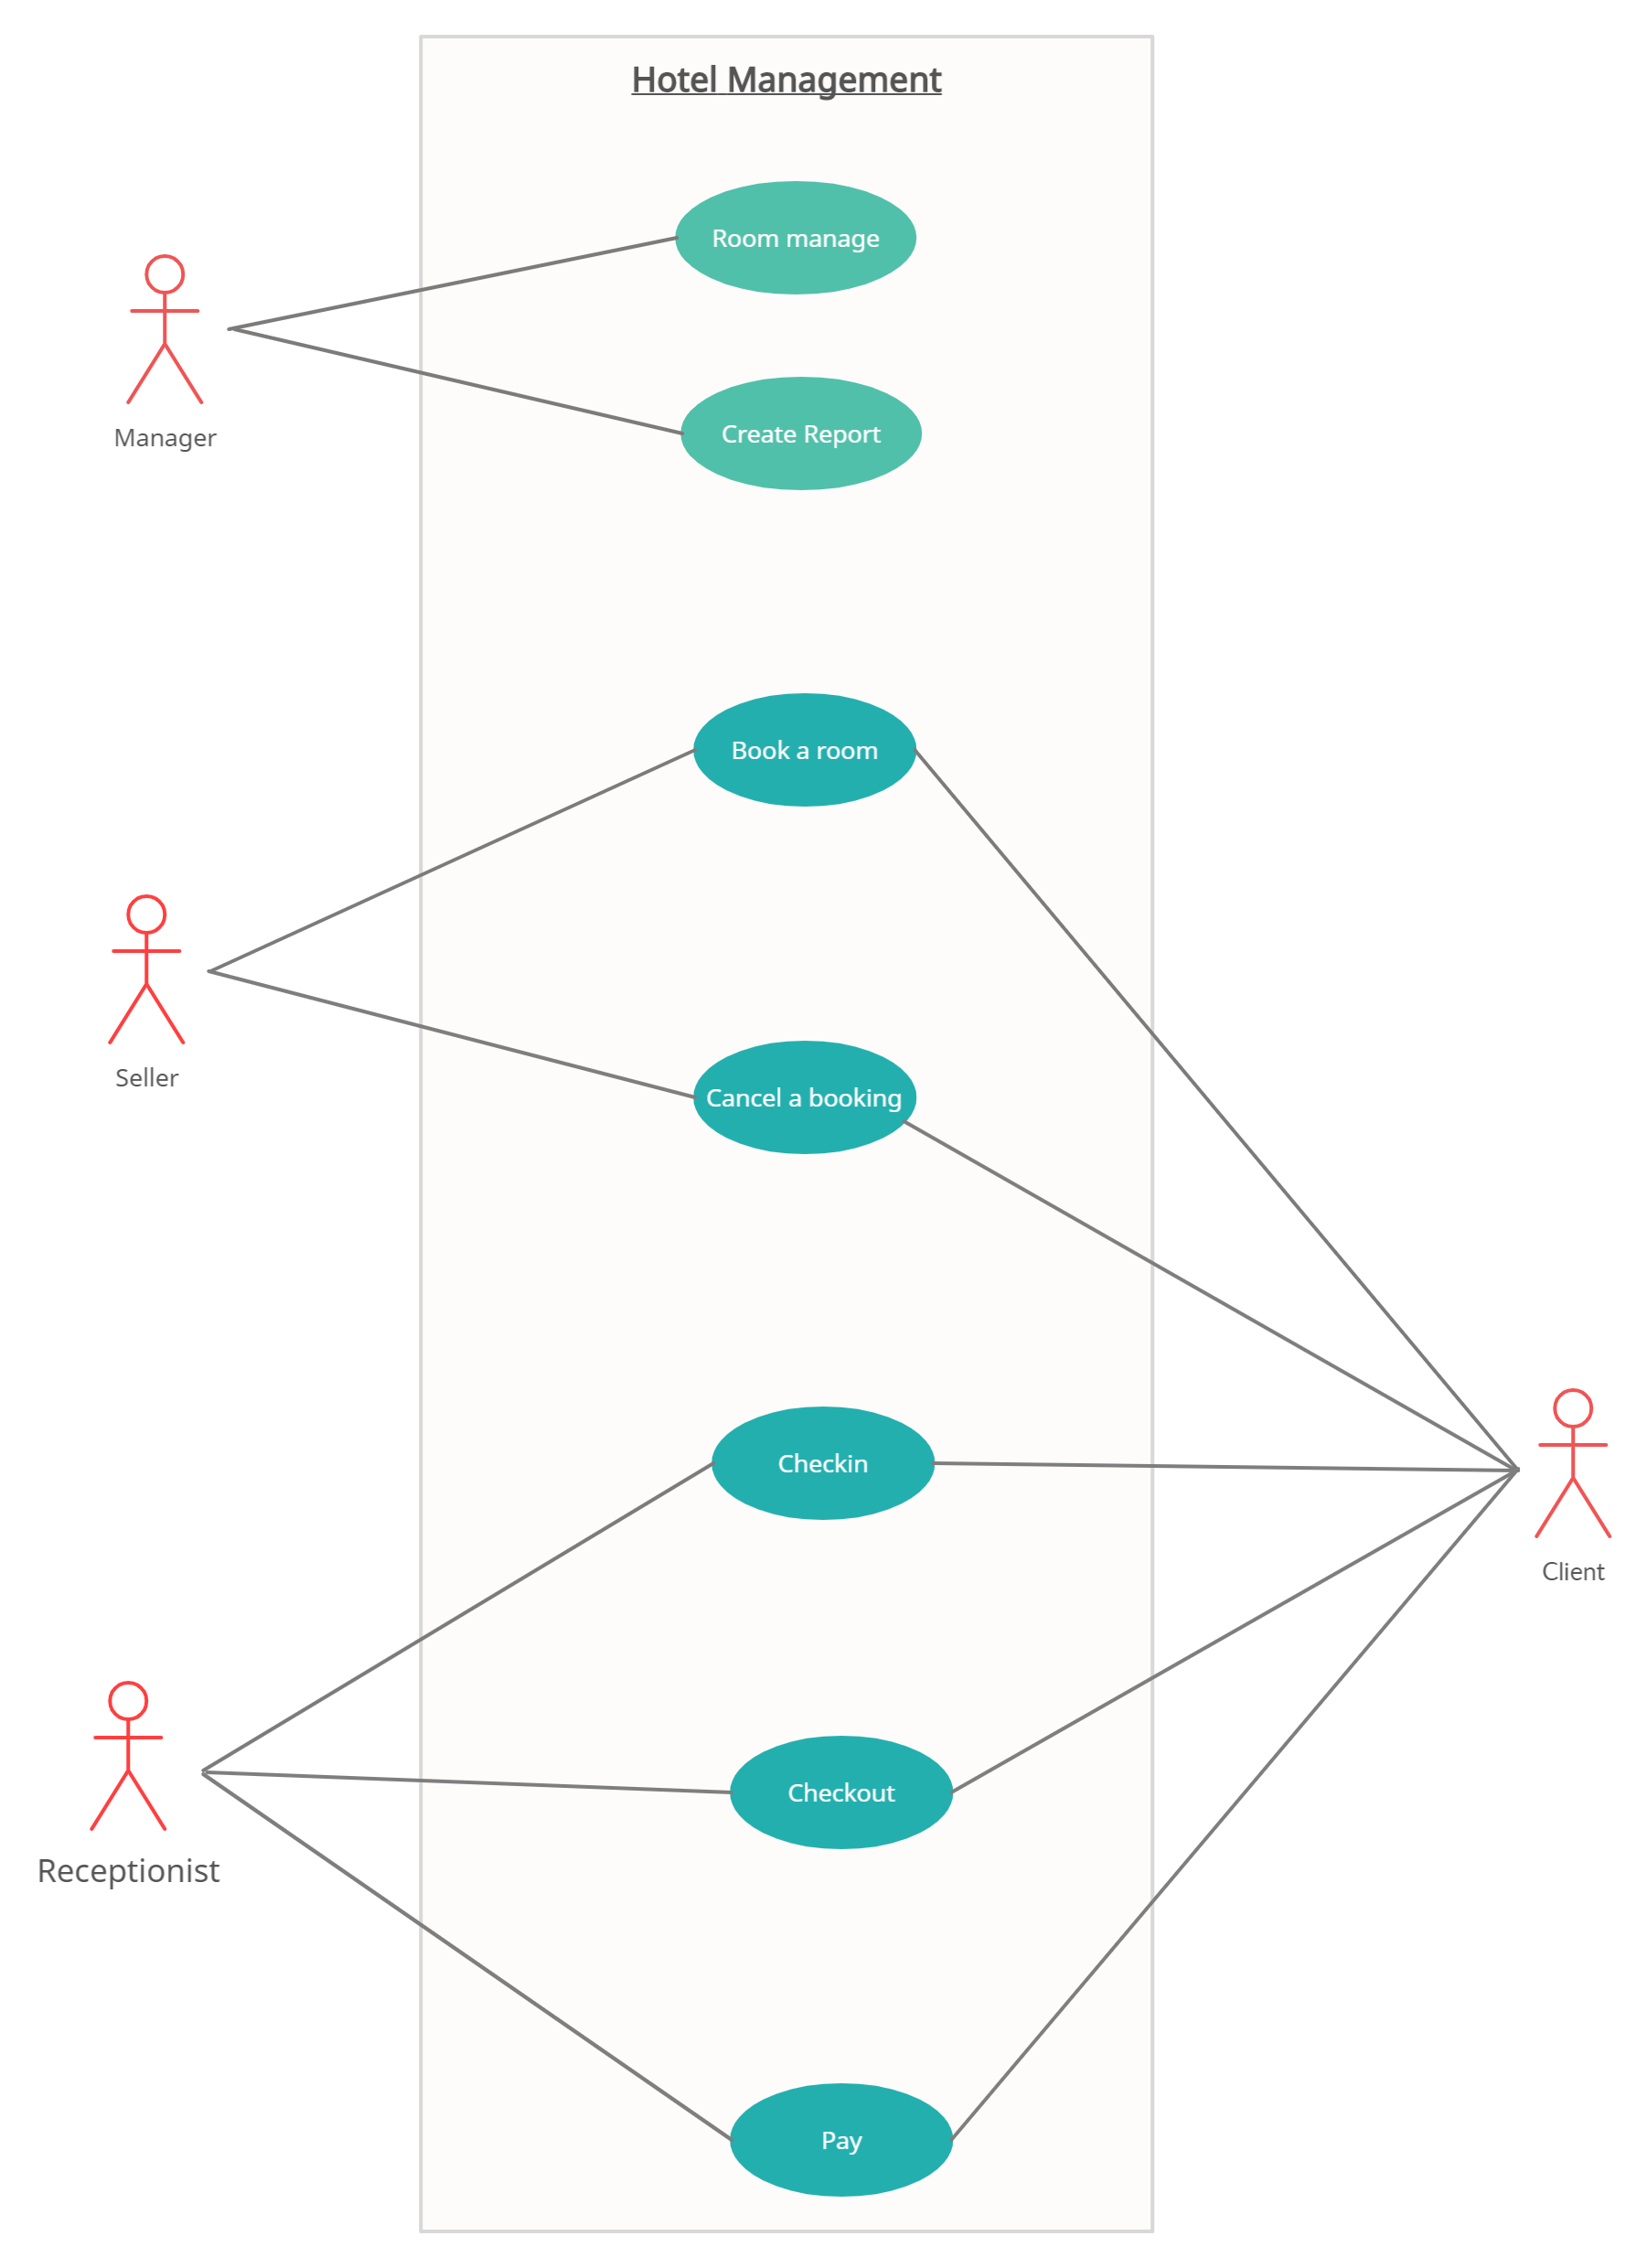 Hotel Management
Room manage
Manager
Create Report
Book a room
Seller
Cancel a booking
Checkin
Client
Checkout
Receptionist
Pay